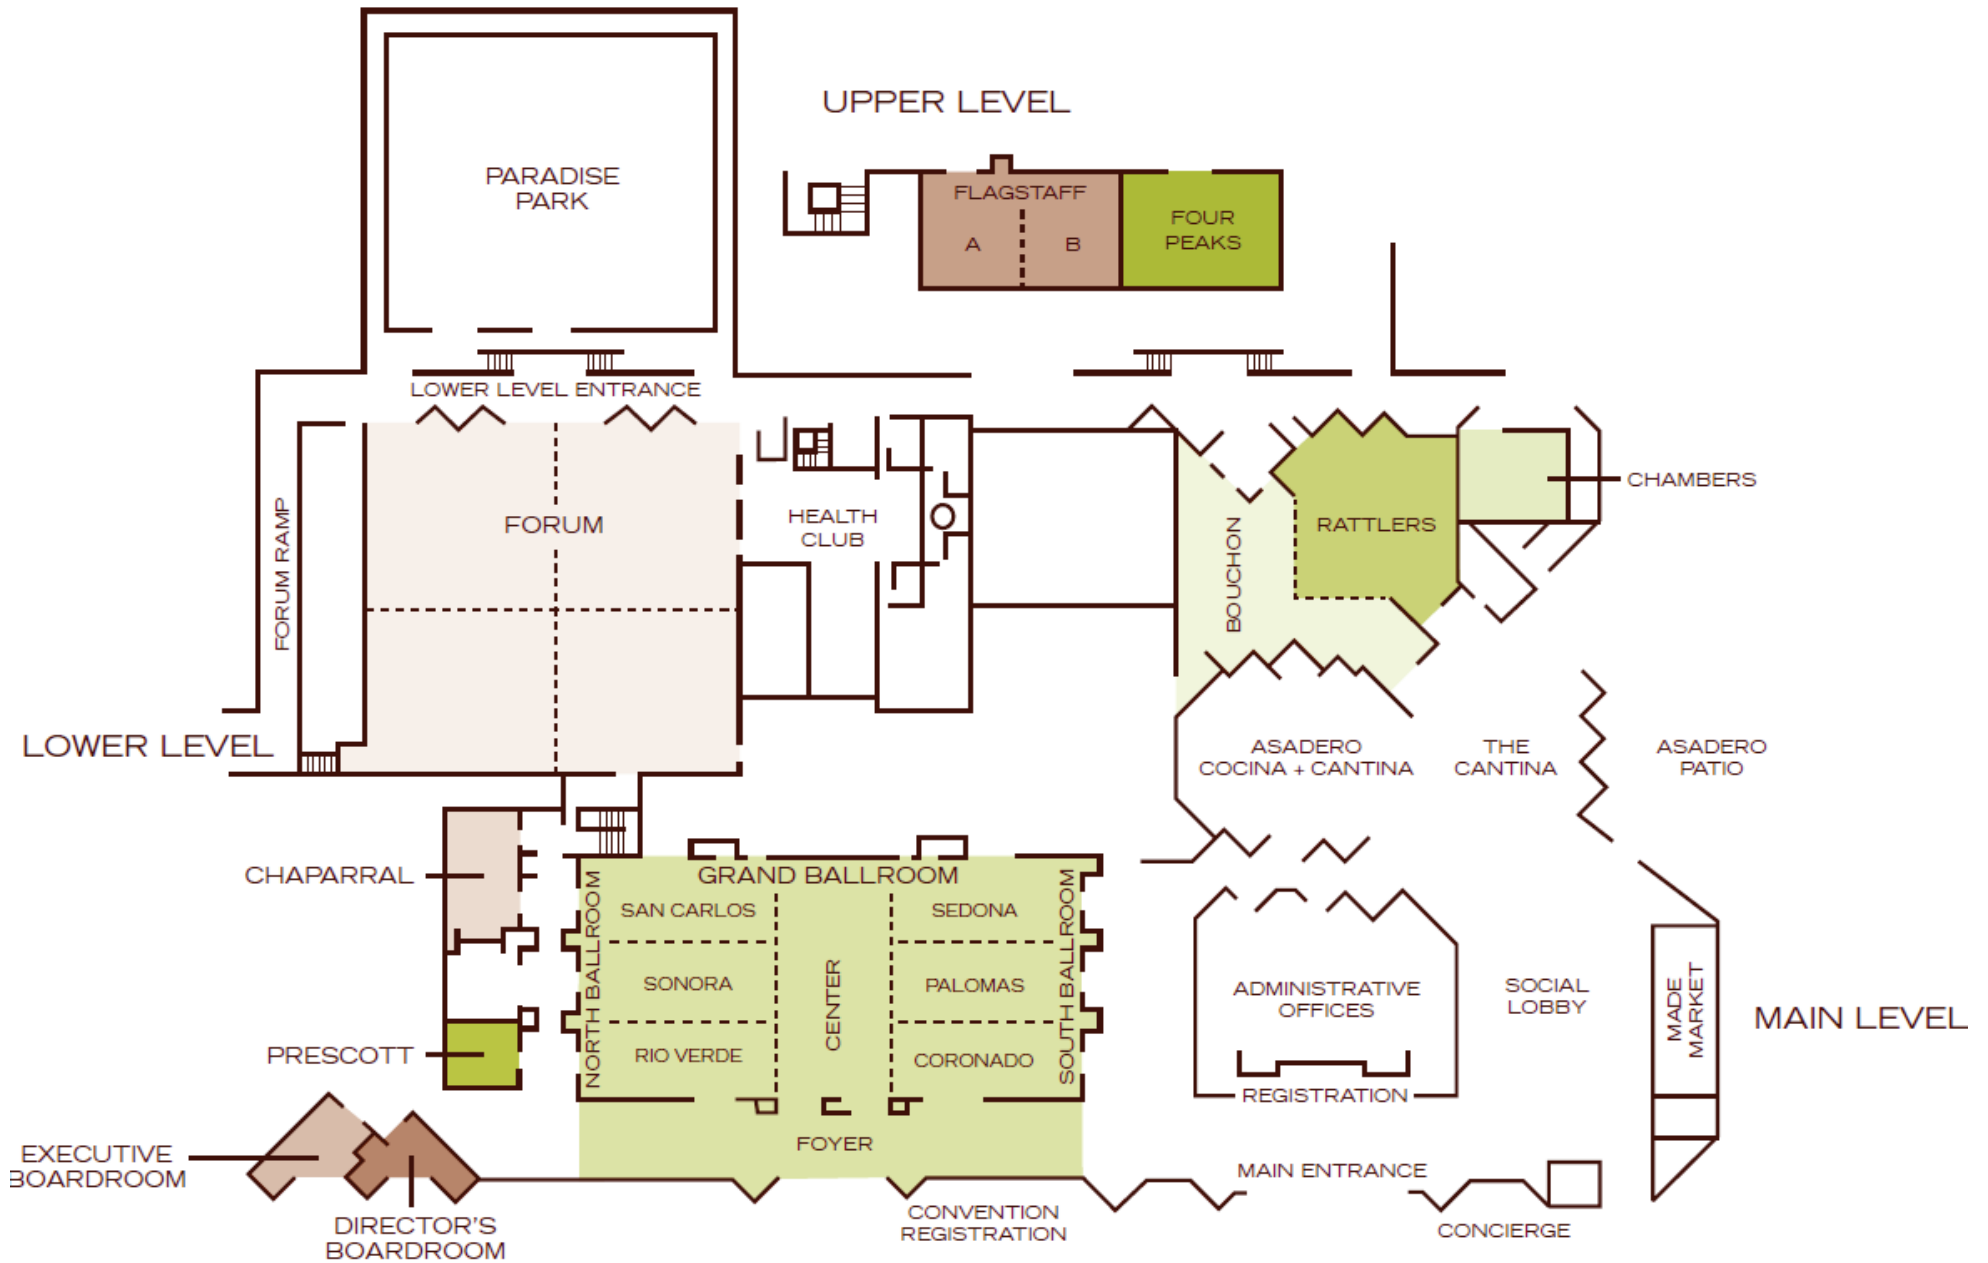 UPPER LEVEL
PARADISE
PARK
FLAGSTAFF
A
B
FOUR
PEAKS
LOWER LEVEL ENTRANCE
FORUM RAMP
FORUM
HEALTH
CLUB
BOUCHON
RATTLERS
CHAMBERS
LOWER LEVEL
ASADERO
COCINA + CANTINA
THE
CANTINA
ASADERO
PATIO
CHAPARRAL
PRESCOTT
GRAND BALLROOM
NORTH BALLROOM
SAN CARLOS
SONORA
RIO VERDE
CENTER
SEDONA
PALOMAS
CORONADO
SOUTH BALLROOM
FOYER
ADMINISTRATIVE
OFFICES
REGISTRATION
SOCIAL
LOBBY
MADE
MARKET
MAIN LEVEL
EXECUTIVE
BOARDROOM
DIRECTOR'S
BOARDROOM
CONVENTION
REGISTRATION
MAIN ENTRANCE
CONCIERGE